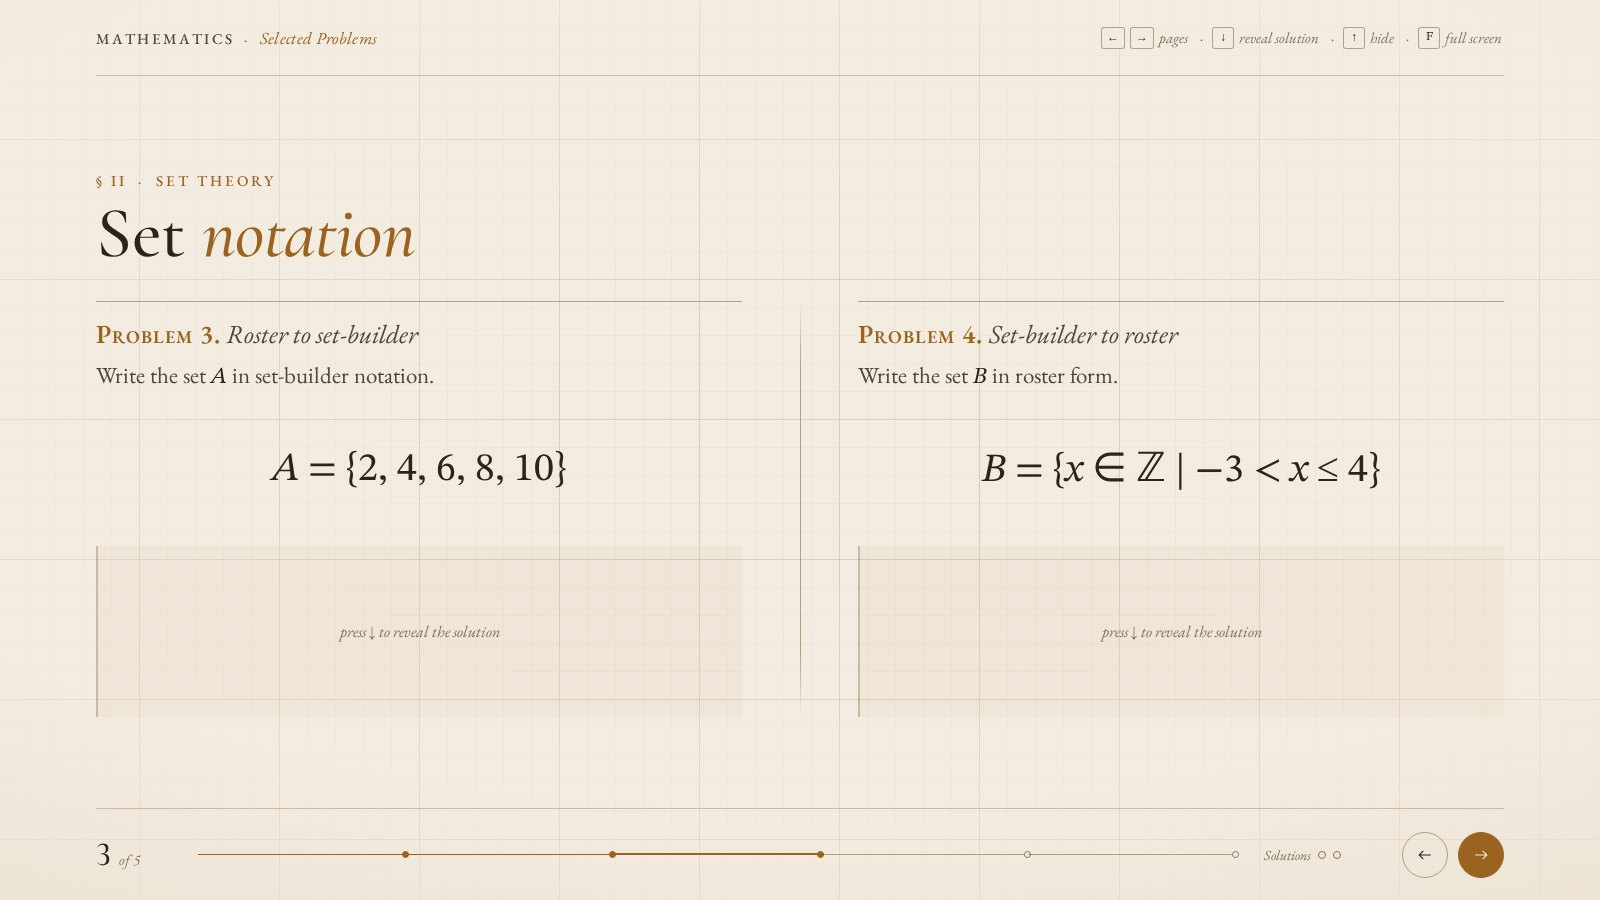 MATHEMATICS · Selected Problems
← → pages · ↓ reveal solution · ↑ hide · F full screen
§ II · SET THEORY
Set notation
PROBLEM 3. Roster to set-builder
Write the set A in set-builder notation.
A = {2, 4, 6, 8, 10}
press ↓ to reveal the solution
PROBLEM 4. Set-builder to roster
Write the set B in roster form.
B = {x ∈ ℤ | −3 < x ≤ 4}
press ↓ to reveal the solution
3 of 5
Solutions
← →